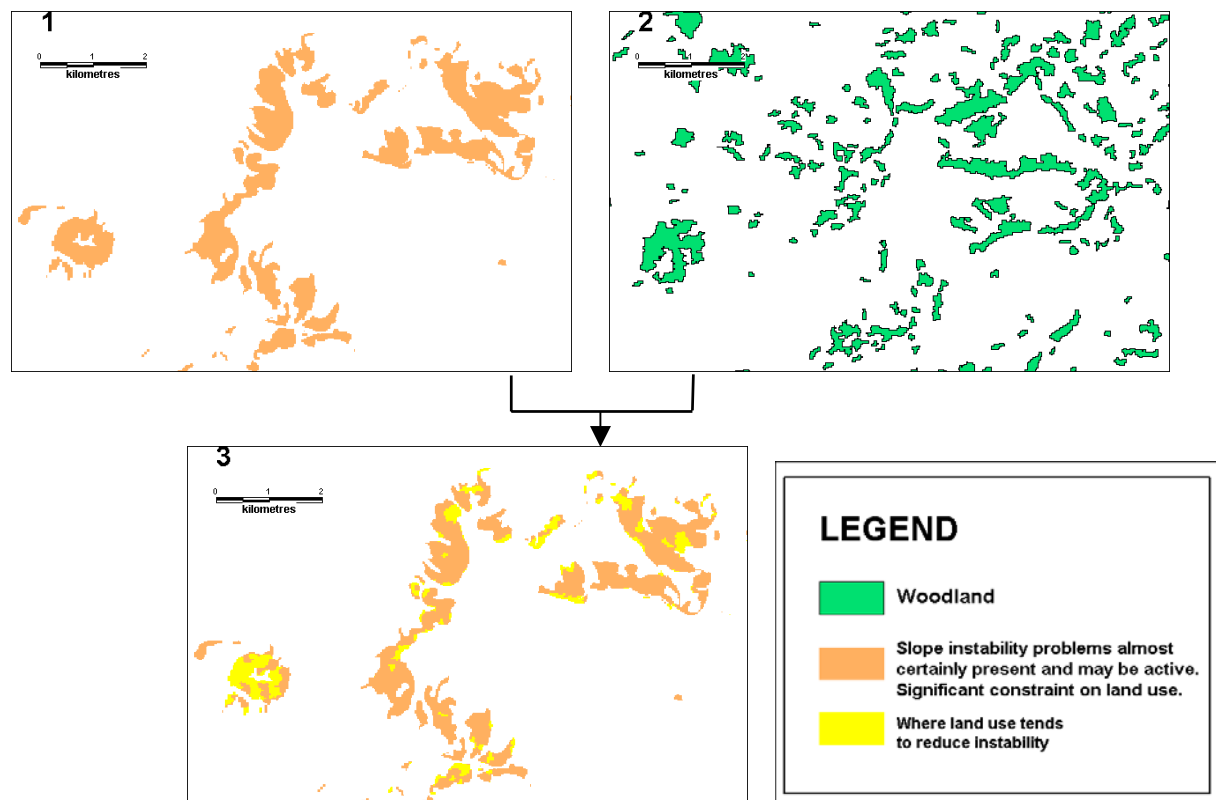 1
0 1 2
kilometres
2
0 1 2
kilometres
3
0 1 2
kilometres
LEGEND
Woodland
Slope instability problems almost
certainly present and may be active.
Significant constraint on land use.
Where land use tends
to reduce instability